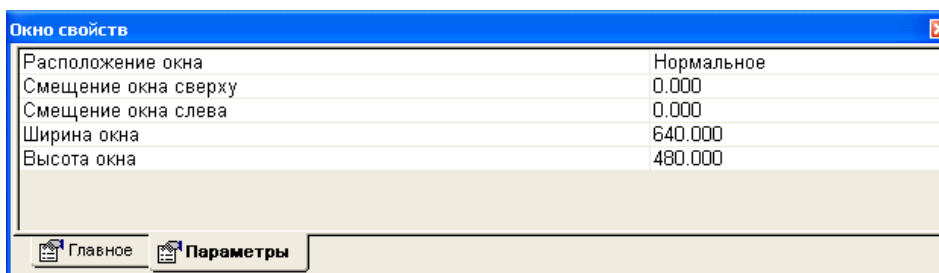 Окно свойств
Расположение окна Нормальное
Смещение окна сверху 0.000
Смещение окна слева 0.000
Ширина окна 640.000
Высота окна 480.000
Главное Параметры